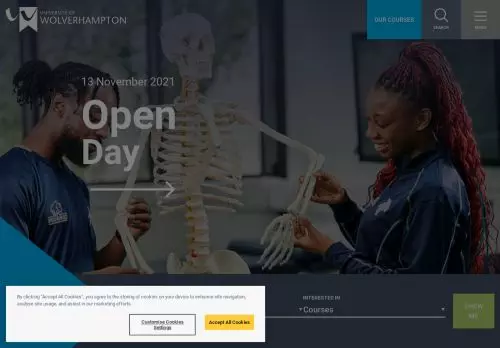 UNIVERSITY OF
WOLVERHAMPTON
OUR COURSES
SEARCH
MENU
13 November 2021
Open
Day
INTERESTED IN
Courses
SHOW
ME
By clicking "Accept All Cookies", you agree to the storing of cookies on your device to enhance site navigation,
analyse site usage, and assist in our marketing efforts.
Customise Cookies
Settings
Accept All Cookies